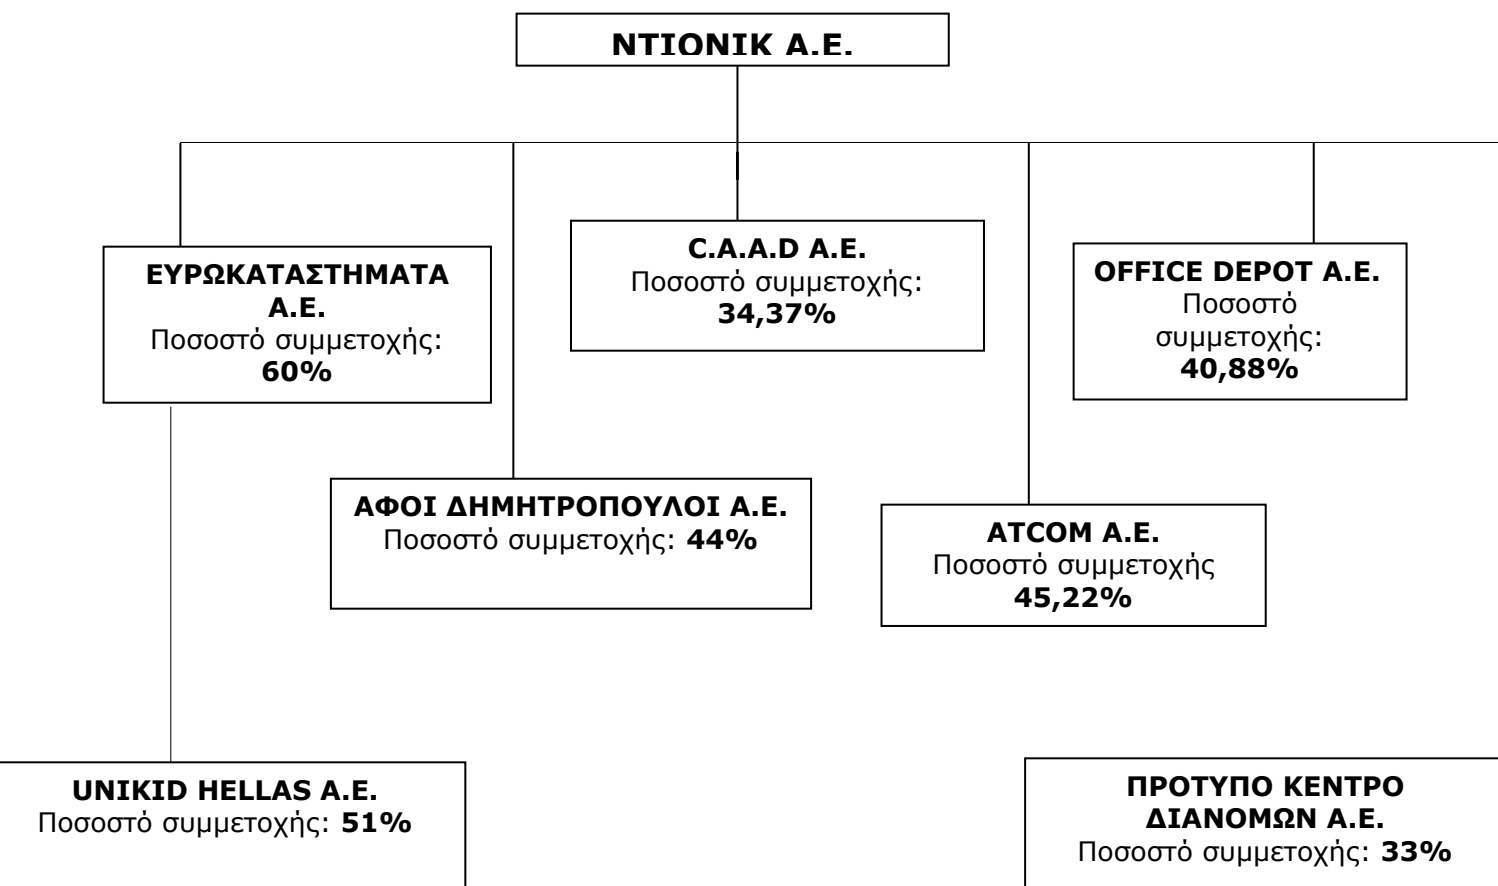 ΝΤΙΟΝΙΚ Α.Ε.
C.A.A.D Α.Ε.
Ποσοστό συμμετοχής:
34,37%
ΕΥΡΩΚΑΤΑΣΤΗΜΑΤΑ
Α.Ε.
Ποσοστό συμμετοχής:
60%
OFFICE DEPOT Α.Ε.
Ποσοστό
συμμετοχής:
40,88%
ΑΦΟΙ ΔΗΜΗΤΡΟΠΟΥΛΟΙ Α.Ε.
Ποσοστό συμμετοχής: 44%
ATCOM Α.Ε.
Ποσοστό συμμετοχής
45,22%
UNIKID HELLAS Α.Ε.
Ποσοστό συμμετοχής: 51%
ΠΡΟΤΥΠΟ ΚΕΝΤΡΟ
ΔΙΑΝΟΜΩΝ Α.Ε.
Ποσοστό συμμετοχής: 33%